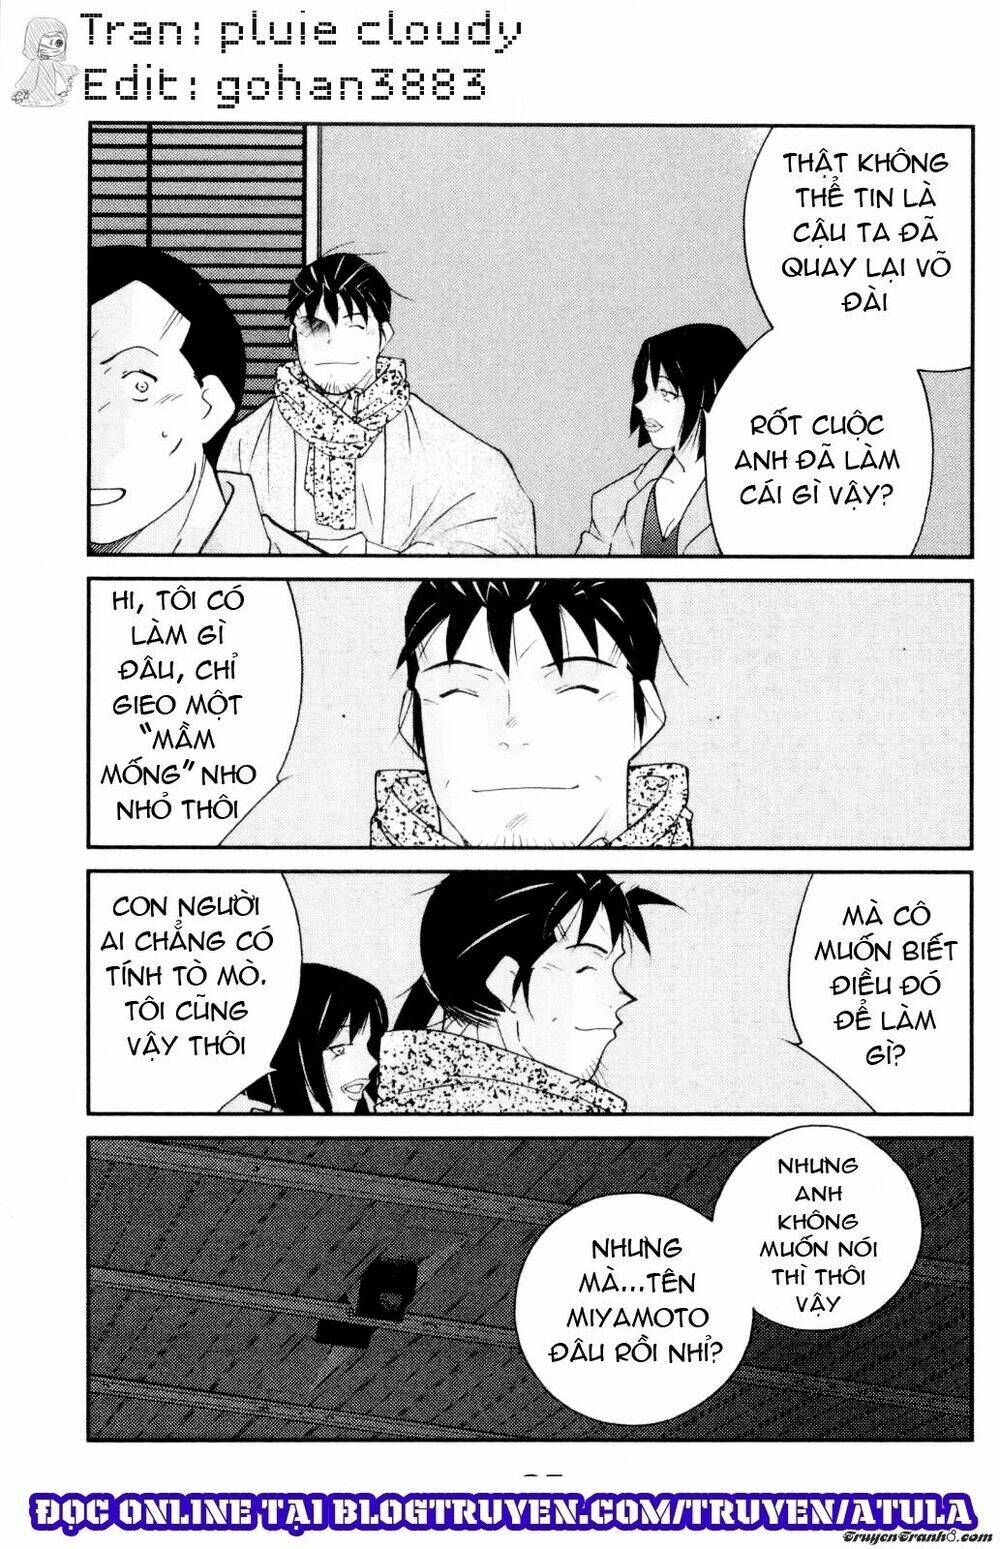 Tran: pluie cloudy
Edit: gohan3883
THẬT KHÔNG
THỂ TIN LÀ
CẬU TA ĐÃ
QUAY LẠI VÕ
ĐÀI
RỐT CUỘC
ANH ĐÃ LÀM
CÁI GÌ VẬY?
HI, TÔI CÓ
LÀM GÌ
ĐÂU, CHỈ
GIEO MỘT
“MẦM
MỐNG” NHO
NHỎ THÔI
MÀ CÔ
MUỐN BIẾT
ĐIỀU ĐÓ
ĐỂ LÀM
GÌ?
CON NGƯỜI
AI CHẲNG CÓ
TÍNH TÒ MÒ.
TÔI CŨNG
VẬY THÔI
NHƯNG
ANH
KHÔNG
MUỐN NÓI
THÌ THÔI
VẬY
NHƯNG
MÀ...TÊN
MIYAMOTO
ĐÂU RỒI NHỈ?
ĐỌC ONLINE TẠI BLOGTRUYEN.COM/TRUYEN/ATULA
TruyenTranh8.com